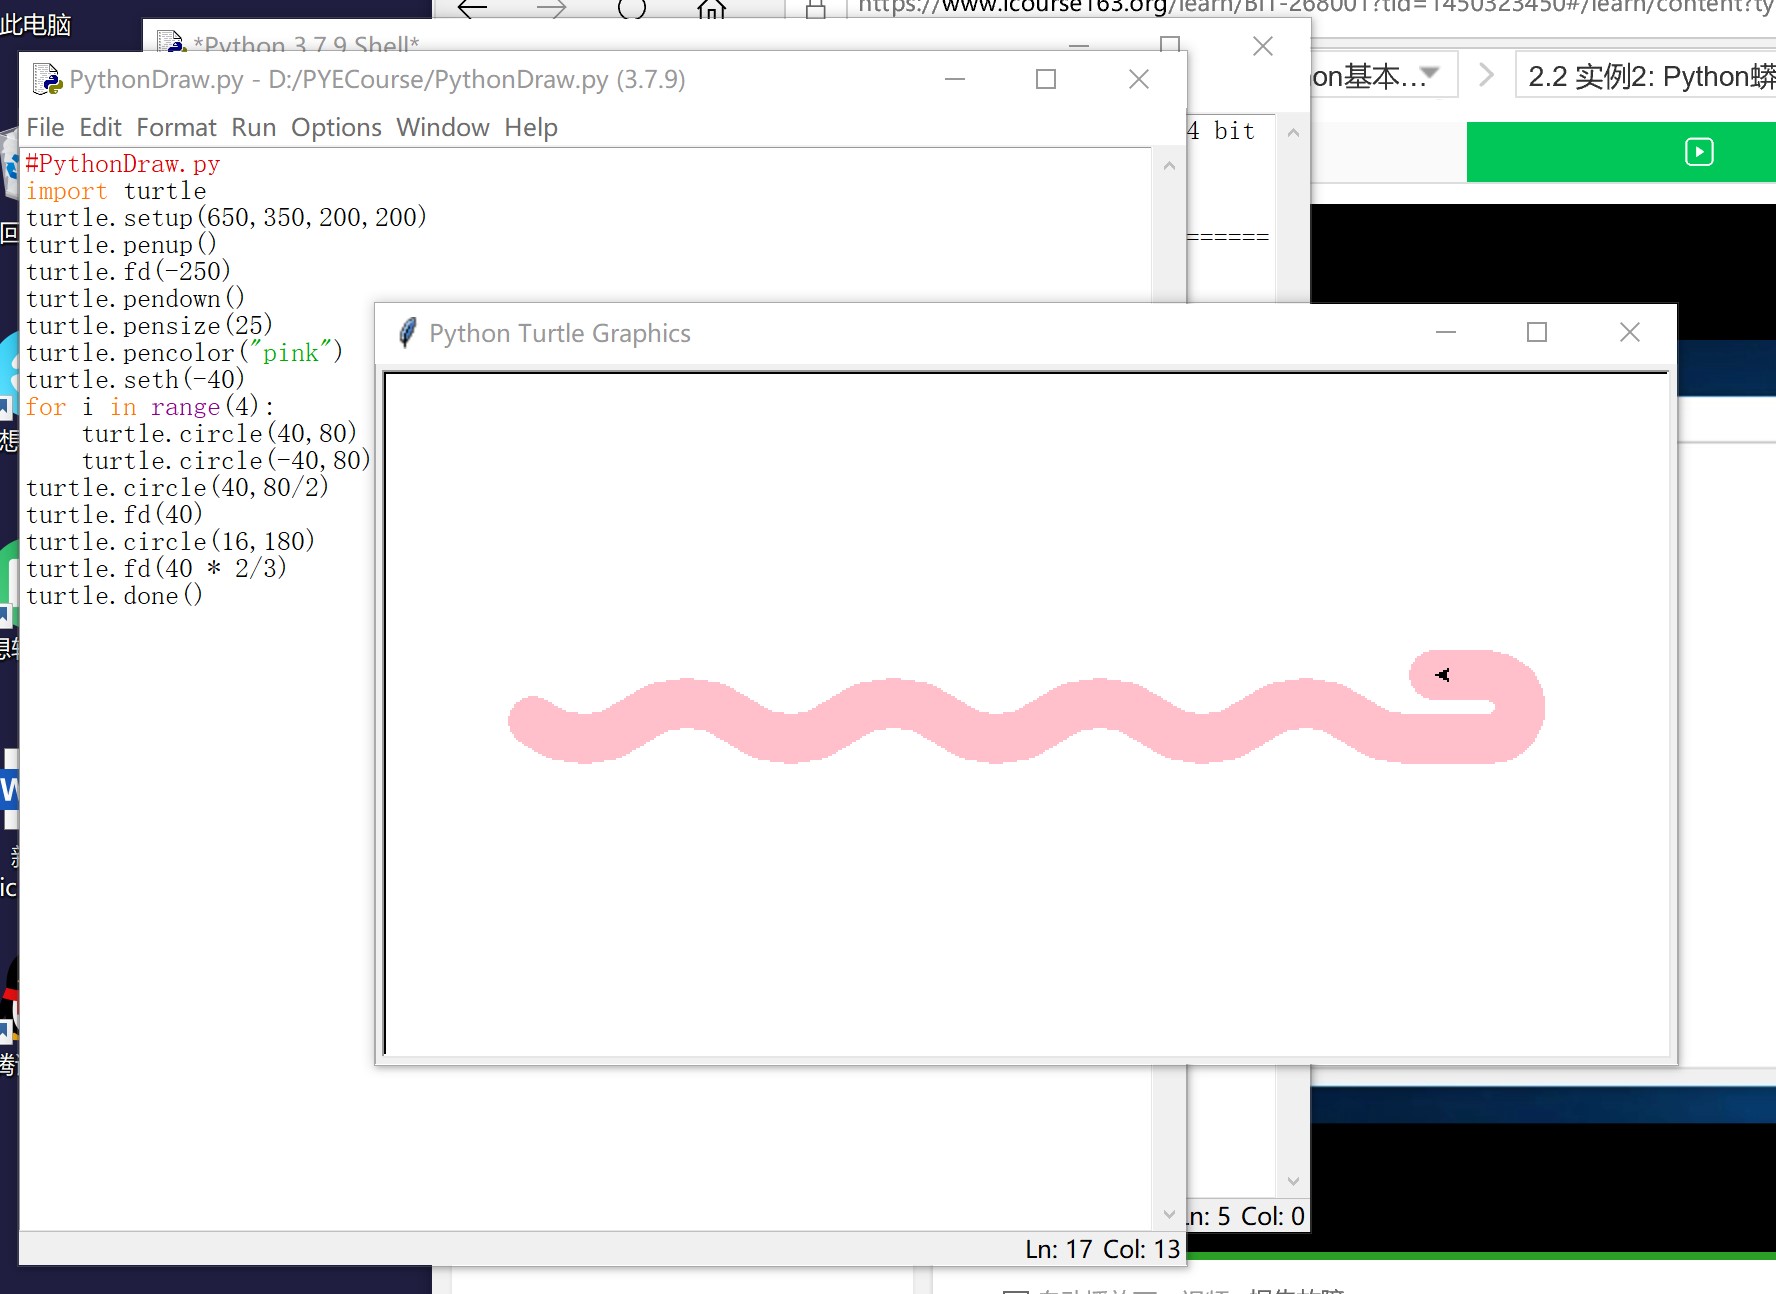 此电脑
https://www.icourse163.org/learn/BIT-268001?tid=1450323450#/learn/content?ty
*Python 3.7.9 Shell*
on基本...
2.2 实例2: Python蟒
PythonDraw.py - D:/PYECourse/PythonDraw.py (3.7.9)
File Edit Format Run Options Window Help
4 bit
======
#PythonDraw.py
import turtle
turtle.setup(650,350,200,200)
turtle.penup()
turtle.fd(-250)
turtle.pendown()
turtle.pensize(25)
turtle.pencolor("pink")
turtle.seth(-40)
for i in range(4):
    turtle.circle(40,80)
    turtle.circle(-40,80)
turtle.circle(40,80/2)
turtle.fd(40)
turtle.circle(16,180)
turtle.fd(40 * 2/3)
turtle.done()
Python Turtle Graphics
回
想
W
ic
腾
Ln: 5 Col: 0
Ln: 17 Col: 13